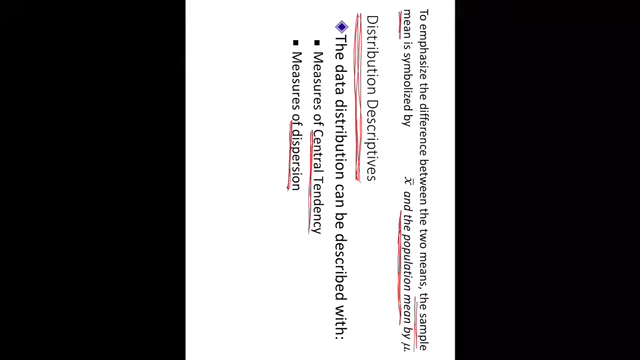 To emphasize the difference between the two means, the sample
mean is symbolized by x̄ and the population mean by μ
Distribution Descriptives
The data distribution can be described with:
Measures of Central Tendency
Measures of dispersion